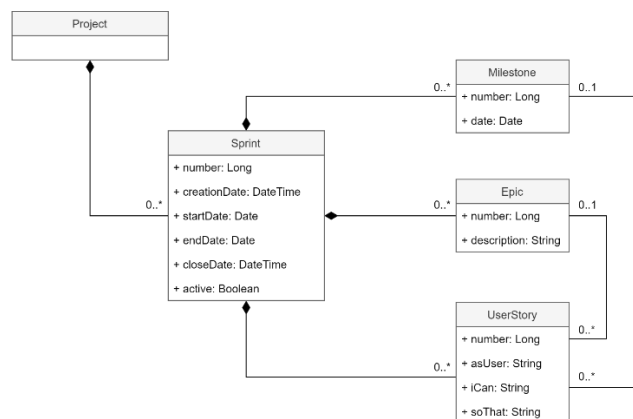 Project
Milestone
0..*
+ number: Long
0..1
+ date: Date
Sprint
+ number: Long
+ creationDate: DateTime
0..*
+ startDate: Date
+ endDate: Date
+ closeDate: DateTime
+ active: Boolean
Epic
0..*
+ number: Long
0..1
+ description: String
UserStory
0..*
+ number: Long
+ asUser: String
0..*
+ iCan: String
0..*
+ soThat: String